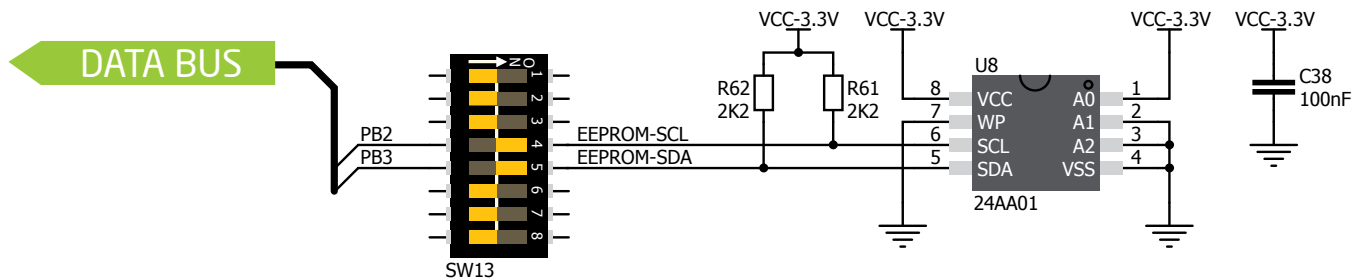 DATA BUS
PB2
PB3
O
N
1
2
3
4
5
6
7
8
SW13
EEPROM-SCL
EEPROM-SDA
VCC-3.3V
R62
2K2
R61
2K2
VCC-3.3V
U8
8 VCC A0 1
7 WP A1 2
6 SCL A2 3
5 SDA VSS 4
24AA01
VCC-3.3V
VCC-3.3V
C38
100nF